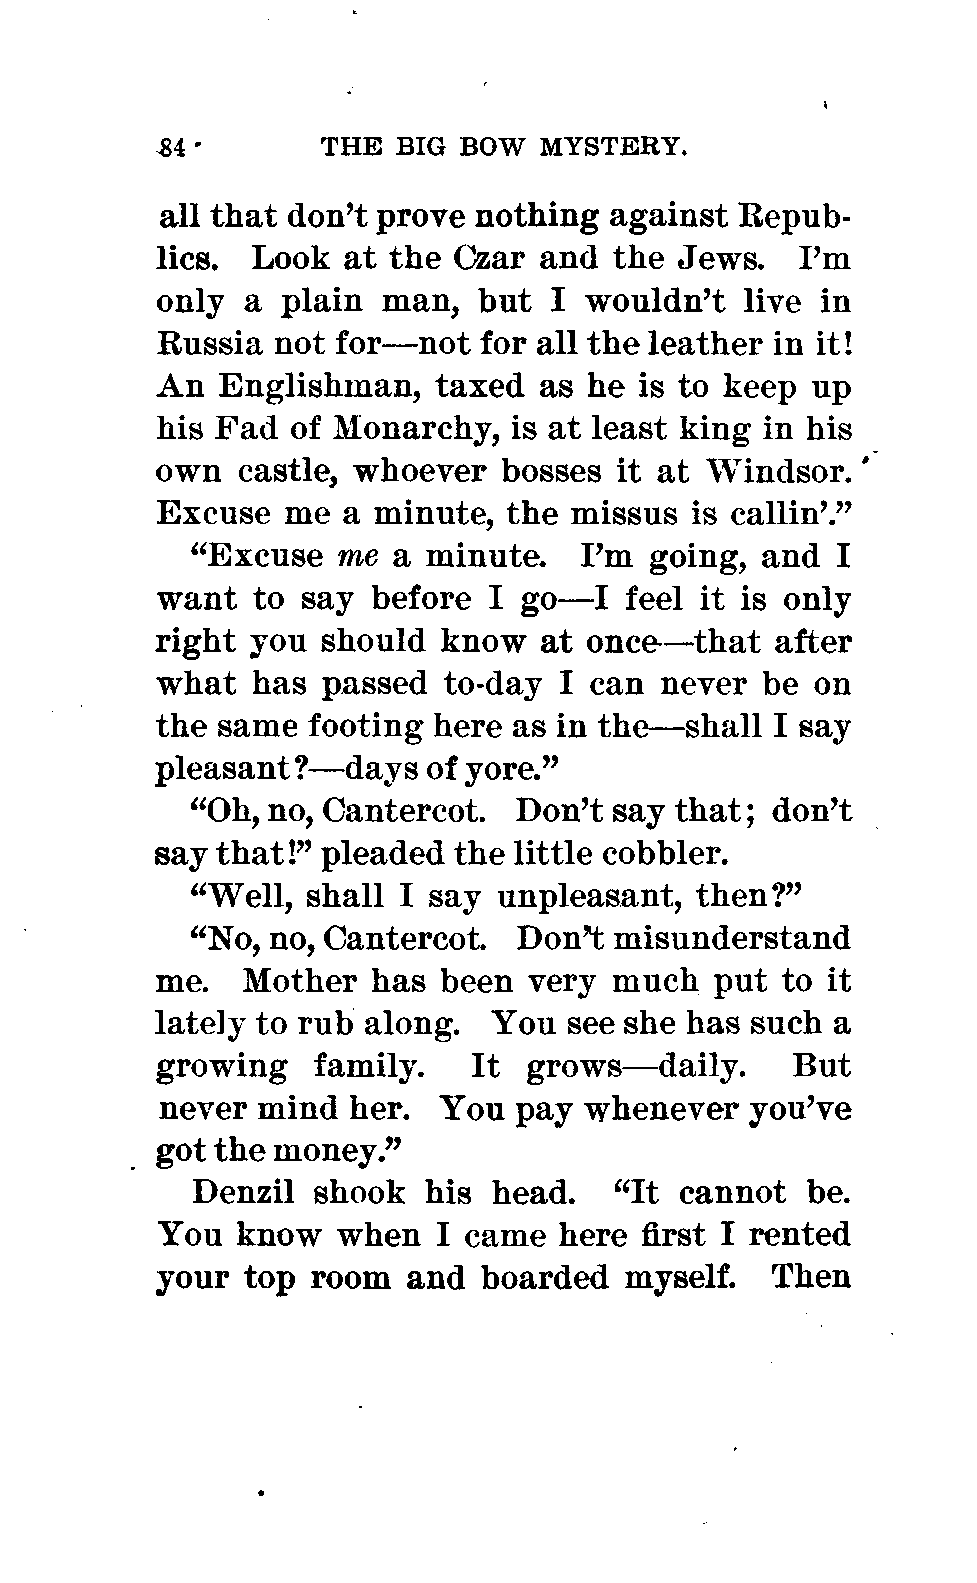 84 THE BIG BOW MYSTERY.
all that don't prove nothing against Repub-
lics. Look at the Czar and the Jews. I'm
only a plain man, but I wouldn't live in
Russia not for—not for all the leather in it!
An Englishman, taxed as he is to keep up
his Fad of Monarchy, is at least king in his
own castle, whoever bosses it at Windsor.
Excuse me a minute, the missus is callin'."
"Excuse me a minute. I'm going, and I
want to say before I go—I feel it is only
right you should know at once—that after
what has passed to-day I can never be on
the same footing here as in the—shall I say
pleasant?—days of yore."
"Oh, no, Cantercot. Don't say that; don't
say that!" pleaded the little cobbler.
"Well, shall I say unpleasant, then?"
"No, no, Cantercot. Don't misunderstand
me. Mother has been very much put to it
lately to rub along. You see she has such a
growing family. It grows—daily. But
never mind her. You pay whenever you've
got the money."
Denzil shook his head. "It cannot be.
You know when I came here first I rented
your top room and boarded myself. Then